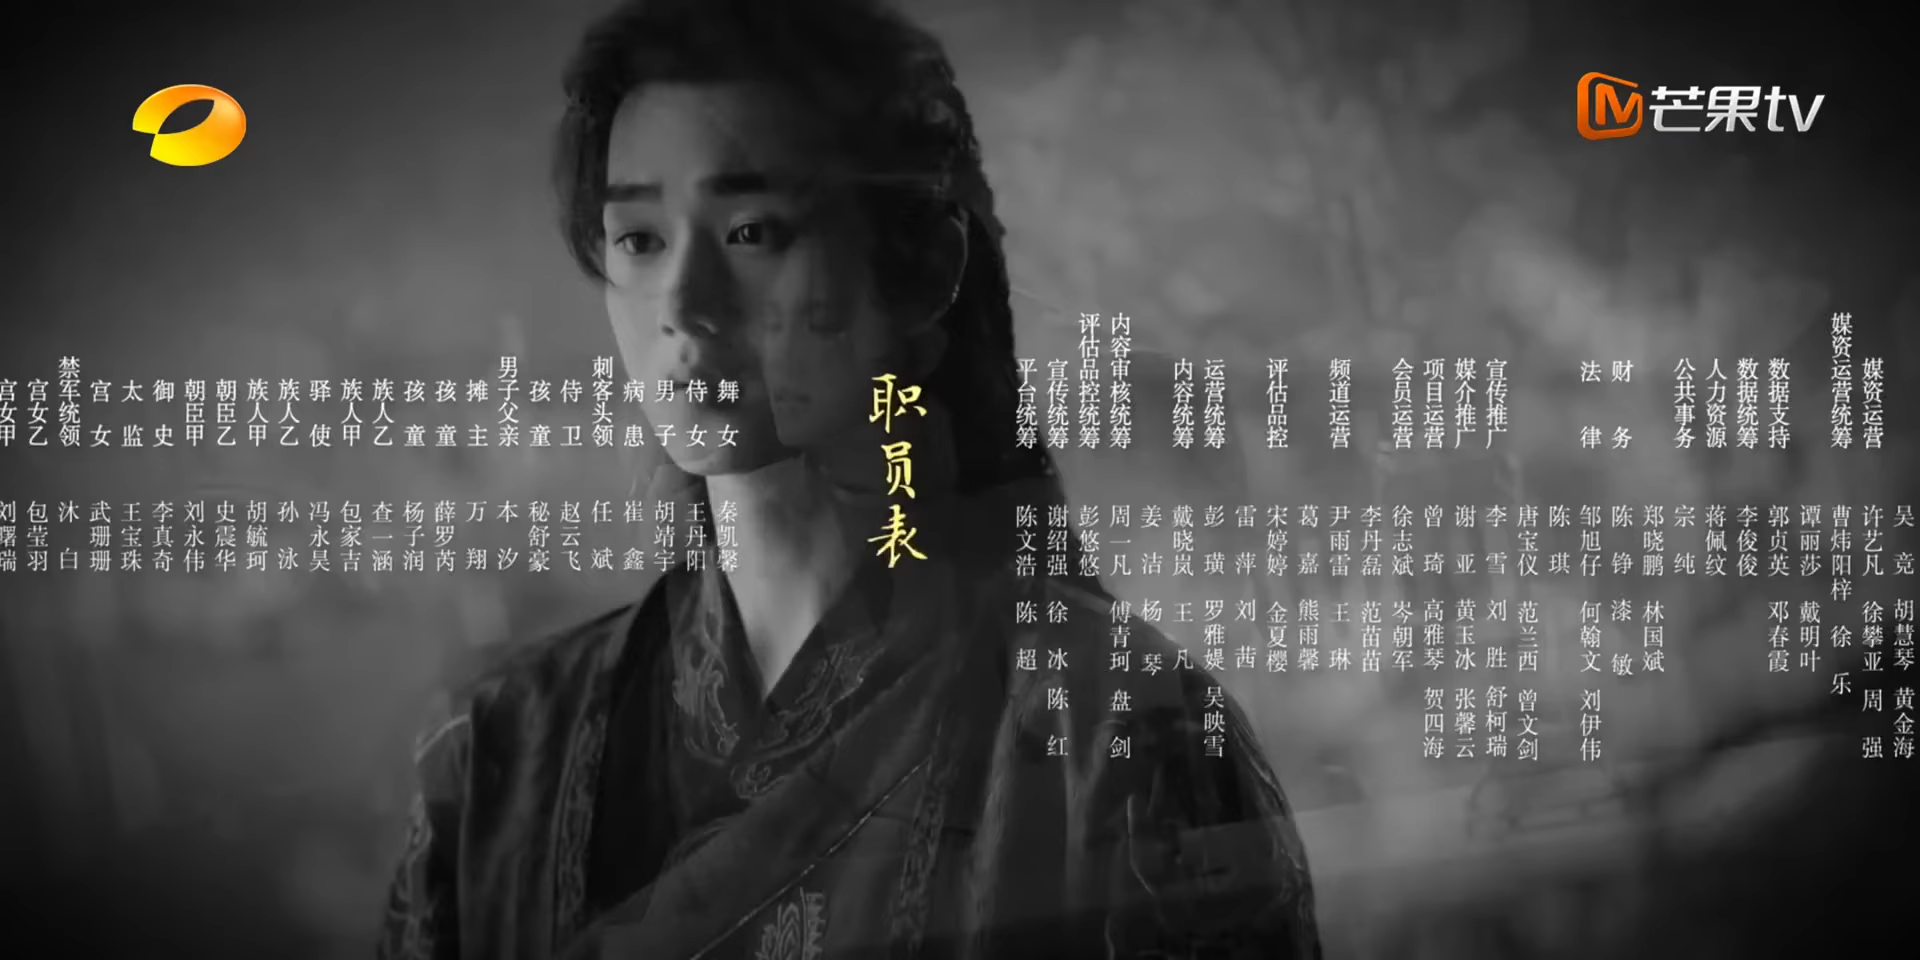 芒果tv
宫女甲 刘曙瑞
宫女乙 包莹羽
禁军统领 沐白
宫女 武珊珊
太监 王宝珠
御史 李真奇
朝臣甲 刘永伟
朝臣乙 史震华
族人甲 胡毓珂
族人乙 孙泳
驿使 冯永昊
族人甲 包家吉
族人乙 查一涵
孩童 杨子润
孩童 薛罗芮
摊主 万翔
男子父亲 本汐
孩童 秘舒豪
侍卫 赵云飞
刺客头领 任斌
病患 崔鑫
男子 胡靖宇
侍女 王丹阳
舞女 秦凯馨
职员表
平台统筹 陈文浩 陈超
宣传统筹 谢绍强 徐冰 陈红
评估品控统筹 彭悠悠
内容审核统筹 周一凡 傅青珂 盘剑
姜洁 杨琴
内容统筹 戴晓岚 王凡
运营统筹 彭璜 罗雅媞 吴映雪
雷萍 刘茜
评估品控 宋婷婷 金夏樱
葛嘉 熊雨馨
频道运营 尹雨雷 王琳
李丹磊 范苗苗
会员运营 徐志斌 岑朝军
项目运营 曾琦 高雅琴 贺四海
媒介推广 谢亚 黄玉冰 张馨云
宣传推广 李雪 刘胜 舒柯瑞
唐宝仪 范兰西 曾文剑
陈琪
法律 邹旭仔 何翰文 刘伊伟
财务 陈铮 漆敏
郑晓鹏 林国斌
公共事务 宗纯
人力资源 蒋佩纹
数据统筹 李俊俊
数据支持 郭贞英 邓春霞
谭丽莎 戴明叶
媒资运营统筹 曹炜阳梓 徐乐
媒资运营 许艺凡 徐攀亚 周强
吴竞 胡慧琴 黄金海